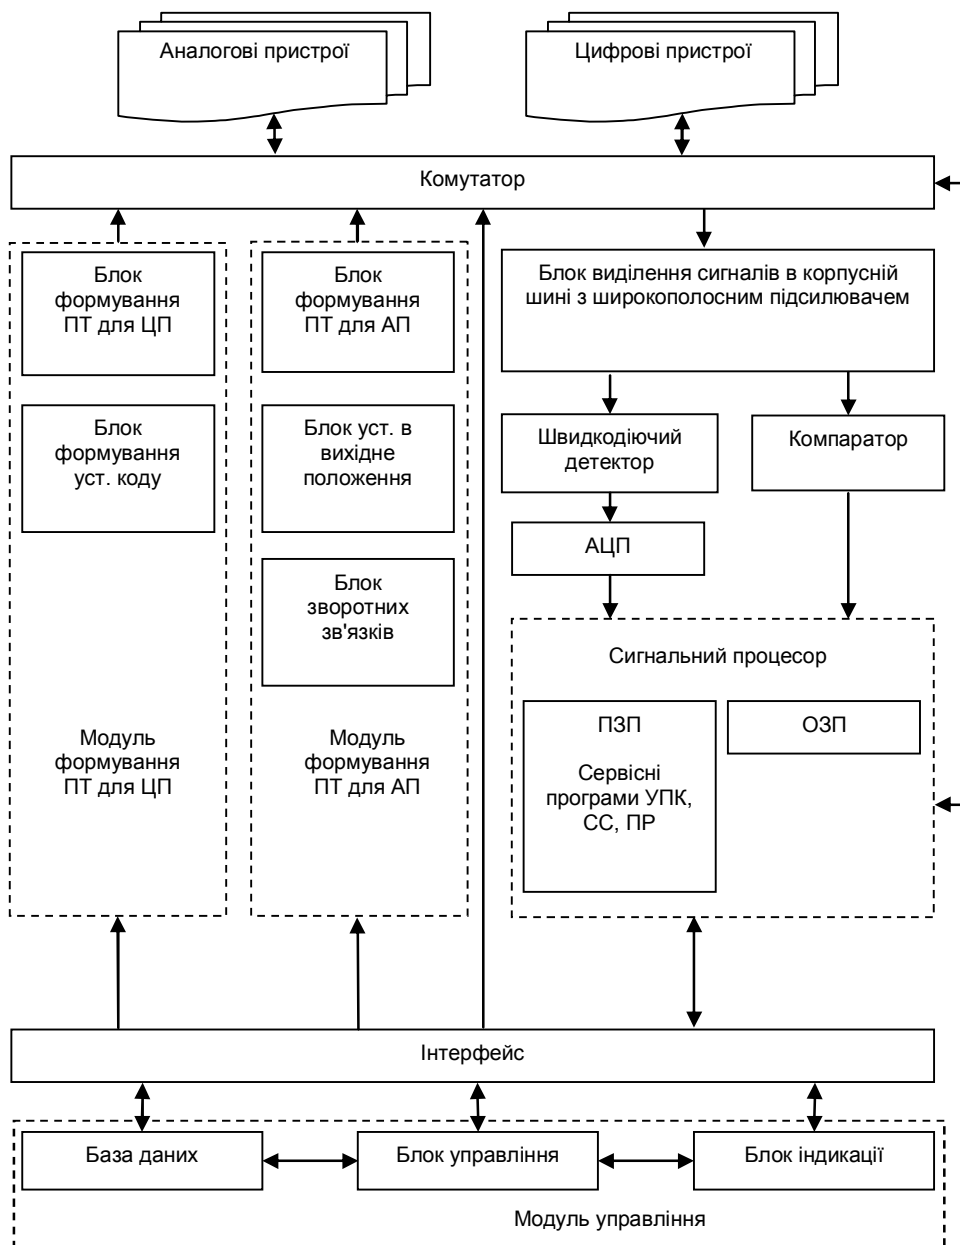 Аналогові пристрої
Цифрові пристрої
Комутатор
Блок
формування
ПТ для ЦП
Блок
формування
уст. коду
Модуль
формування
ПТ для ЦП
Блок
формування
ПТ для АП
Блок уст. в
вихідне
положення
Блок
зворотних
зв'язків
Модуль
формування
ПТ для АП
Блок виділення сигналів в корпусній
шині з широкополосним підсилювачем
Швидкодіючий
детектор
Компаратор
АЦП
Сигнальний процесор
ПЗП
Сервісні
програми УПК,
СС, ПР
ОЗП
Інтерфейс
База даних
Блок управління
Блок індикації
Модуль управління